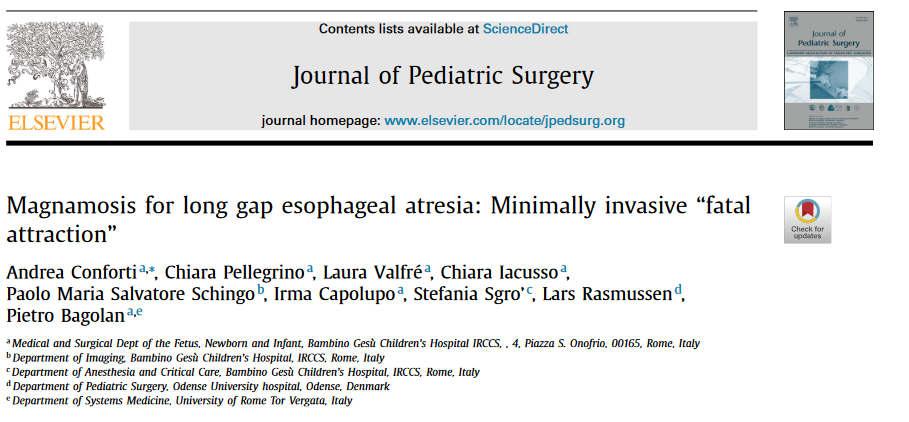 Contents lists available at ScienceDirect
Journal of Pediatric Surgery
journal homepage: www.elsevier.com/locate/jpedsurg.org
ELSEVIER
Journal of
Pediatric Surgery
Check for
updates
Magnamosis for long gap esophageal atresia: Minimally invasive “fatal
attraction”
Andrea Conforti a,*, Chiara Pellegrino a, Laura Valfré a, Chiara Iacusso a,
Paolo Maria Salvatore Schingo b, Irma Capolupo a, Stefania Sgro’ c, Lars Rasmussen d,
Pietro Bagolan a,e
a Medical and Surgical Dept of the Fetus, Newborn and Infant, Bambino Gesù Children’s Hospital IRCCS, , 4, Piazza S. Onofrio, 00165, Rome, Italy
b Department of Imaging, Bambino Gesù Children’s Hospital, IRCCS, Rome, Italy
c Department of Anesthesia and Critical Care, Bambino Gesù Children’s Hospital, IRCCS, Rome, Italy
d Department of Pediatric Surgery, Odense University hospital, Odense, Denmark
e Department of Systems Medicine, University of Rome Tor Vergata, Italy